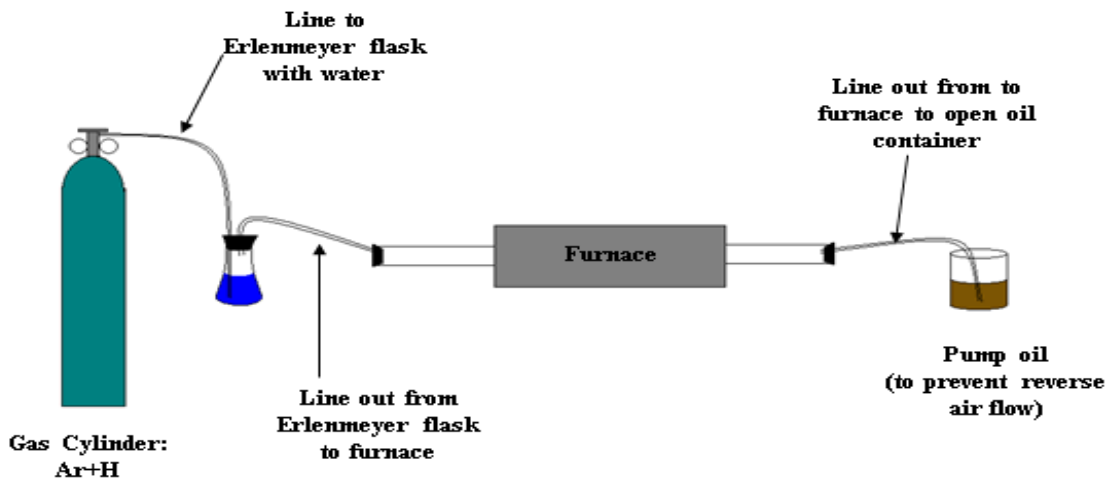 Line to
Erlenmeyer flask
with water
Line out from to
furnace to open oil
container
Furnace
Pump oil
(to prevent reverse
air flow)
Line out from
Erlenmeyer flask
to furnace
Gas Cylinder:
Ar+H